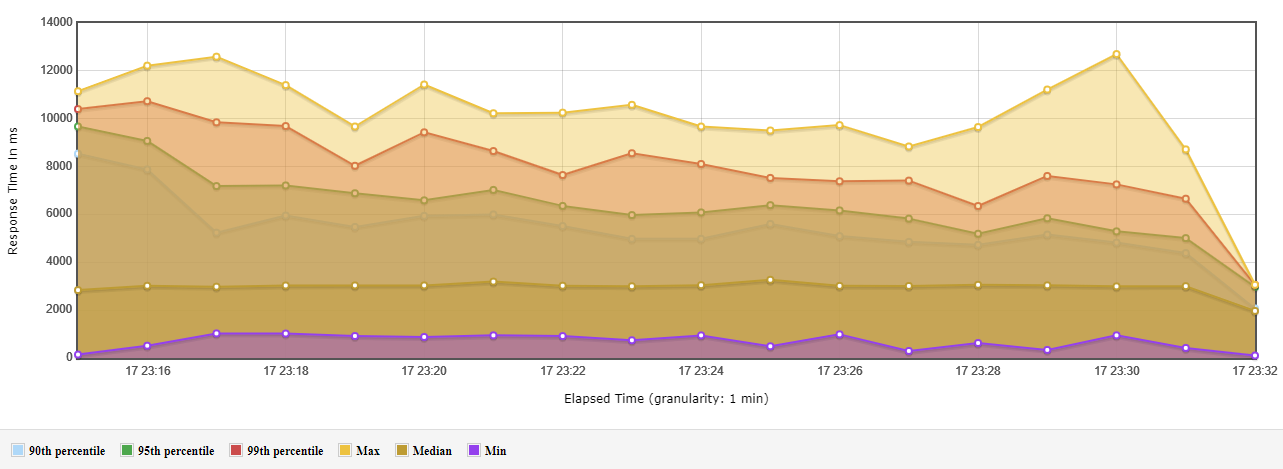 14000
12000
10000
8000
6000
4000
2000
0
Response Time in ms
17 23:16 17 23:18 17 23:20 17 23:22 17 23:24 17 23:26 17 23:28 17 23:30 17 23:32
Elapsed Time (granularity: 1 min)
90th percentile 95th percentile 99th percentile Max Median Min